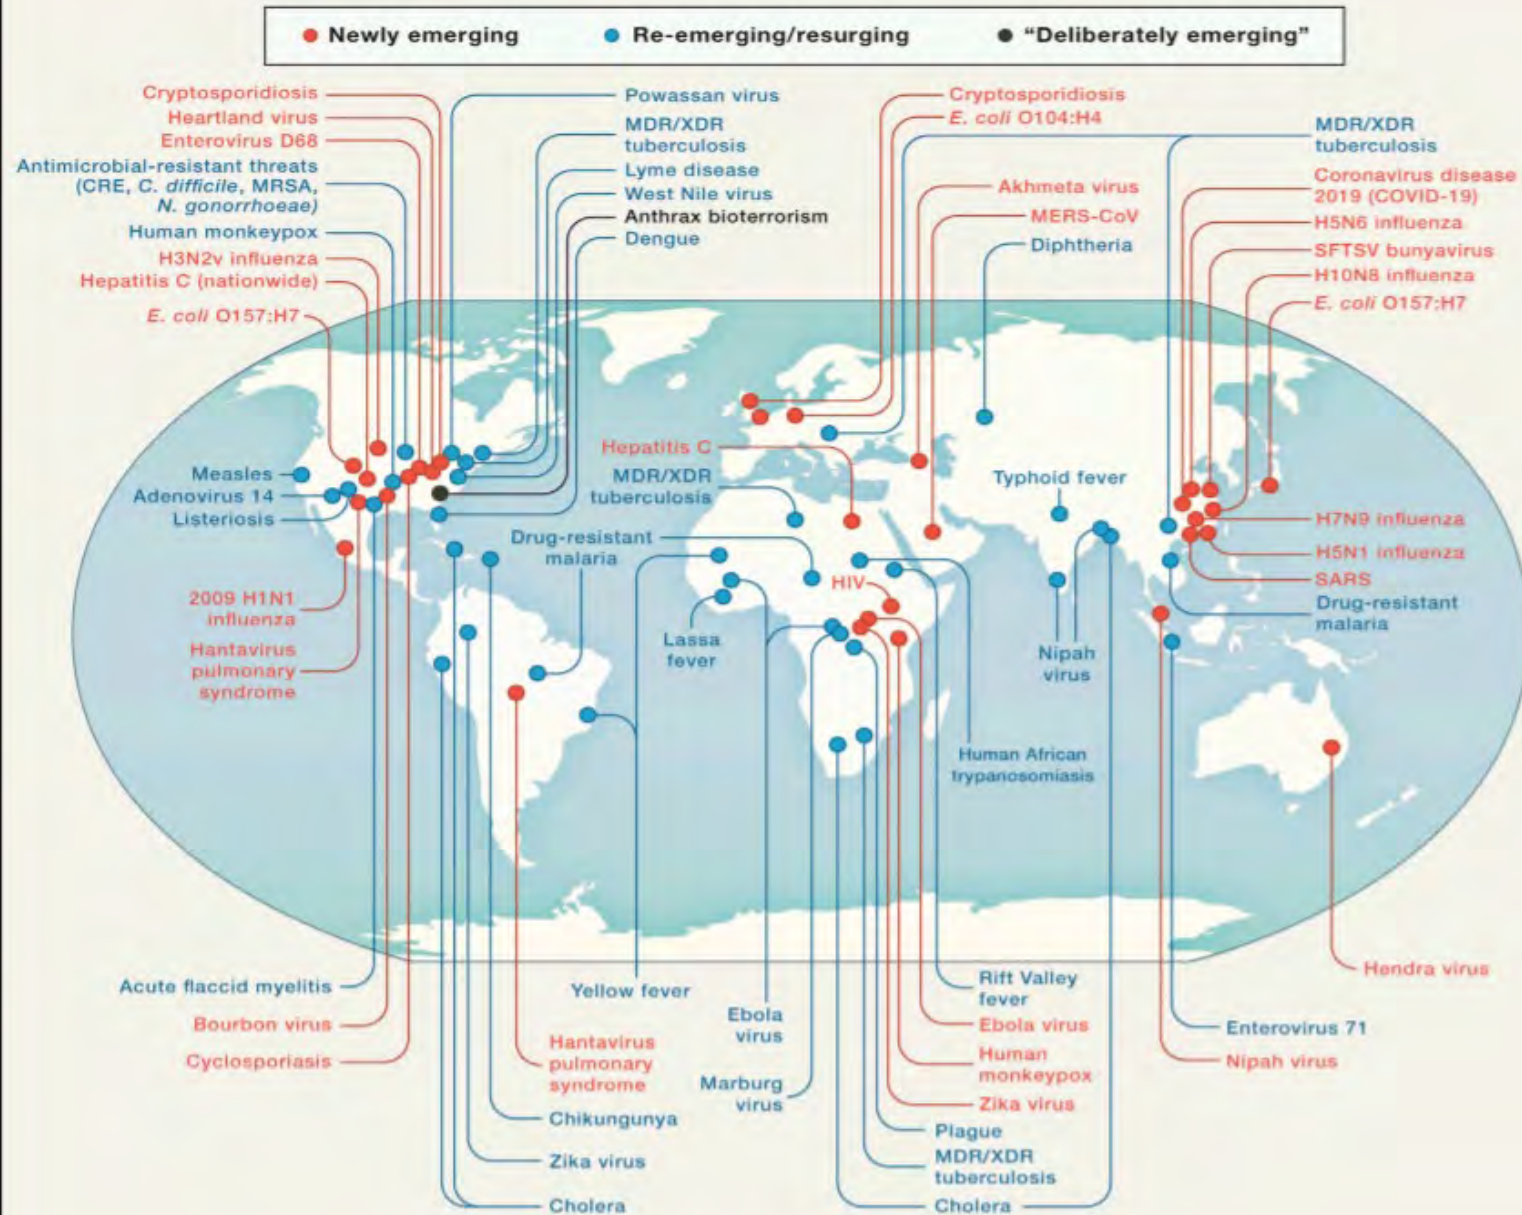 Newly emerging
Re-emerging/resurging
“Deliberately emerging”
Cryptosporidiosis
Heartland virus
Enterovirus D68
Antimicrobial-resistant threats
(CRE, C. difficile, MRSA,
N. gonorrhoeae)
Human monkeypox
H3N2v influenza
Hepatitis C (nationwide)
E. coli O157:H7
Powassan virus
MDR/XDR
tuberculosis
Lyme disease
West Nile virus
Anthrax bioterrorism
Dengue
Cryptosporidiosis
E. coli O104:H4
Akhmeta virus
MERS-CoV
Diphtheria
MDR/XDR
tuberculosis
Coronavirus disease
2019 (COVID-19)
H5N6 influenza
SFTSV bunyavirus
H10N8 influenza
E. coli O157:H7
Measles
Adenovirus 14
Listeriosis
2009 H1N1
influenza
Hantavirus
pulmonary
syndrome
Hepatitis C
MDR/XDR
tuberculosis
Drug-resistant
malaria
HIV
Lassa
fever
Typhoid fever
Nipah
virus
Human African
trypanosomiasis
H7N9 influenza
H5N1 influenza
SARS
Drug-resistant
malaria
Acute flaccid myelitis
Bourbon virus
Cyclosporiasis
Yellow fever
Hantavirus
pulmonary
syndrome
Chikungunya
Zika virus
Cholera
Ebola
virus
Marburg
virus
Rift Valley
fever
Ebola virus
Human
monkeypox
Zika virus
Plague
MDR/XDR
tuberculosis
Cholera
Hendra virus
Enterovirus 71
Nipah virus